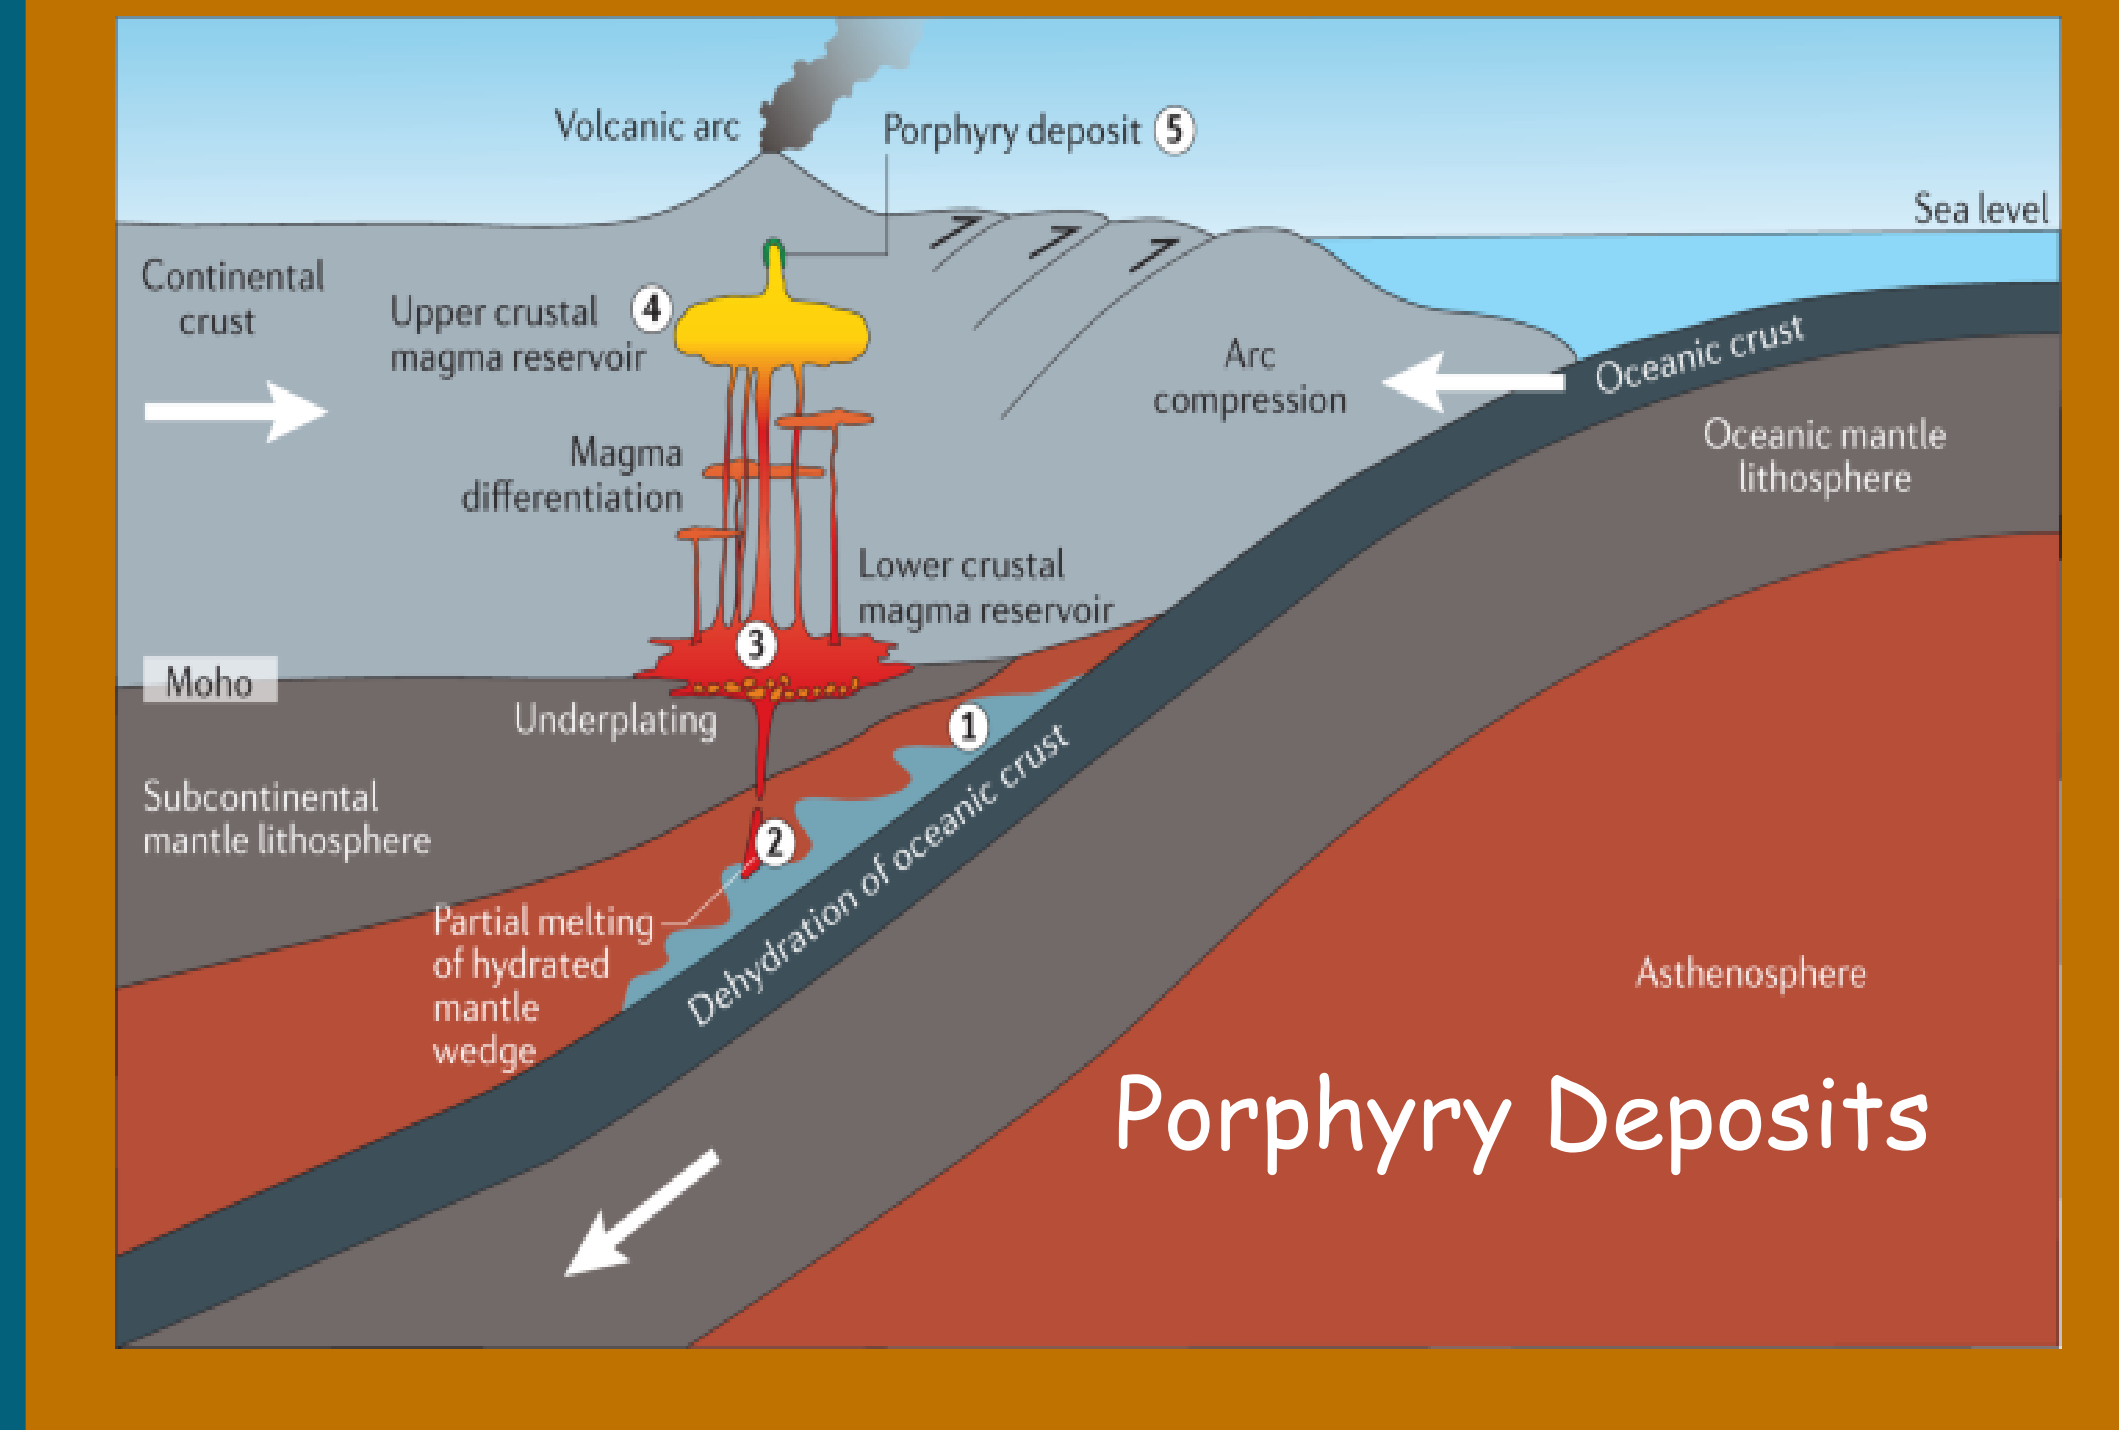 Volcanic arc
Porphyry deposit 5
Sea level
Continental
crust
Upper crustal
magma reservoir
4
Arc
compression
Oceanic crust
Oceanic mantle
lithosphere
Magma
differentiation
Lower crustal
magma reservoir
3
Moho
Underplating
1
Subcontinental
mantle lithosphere
2
Dehydration of oceanic crust
Partial melting
of hydrated
mantle
wedge
Asthenosphere
Porphyry Deposits